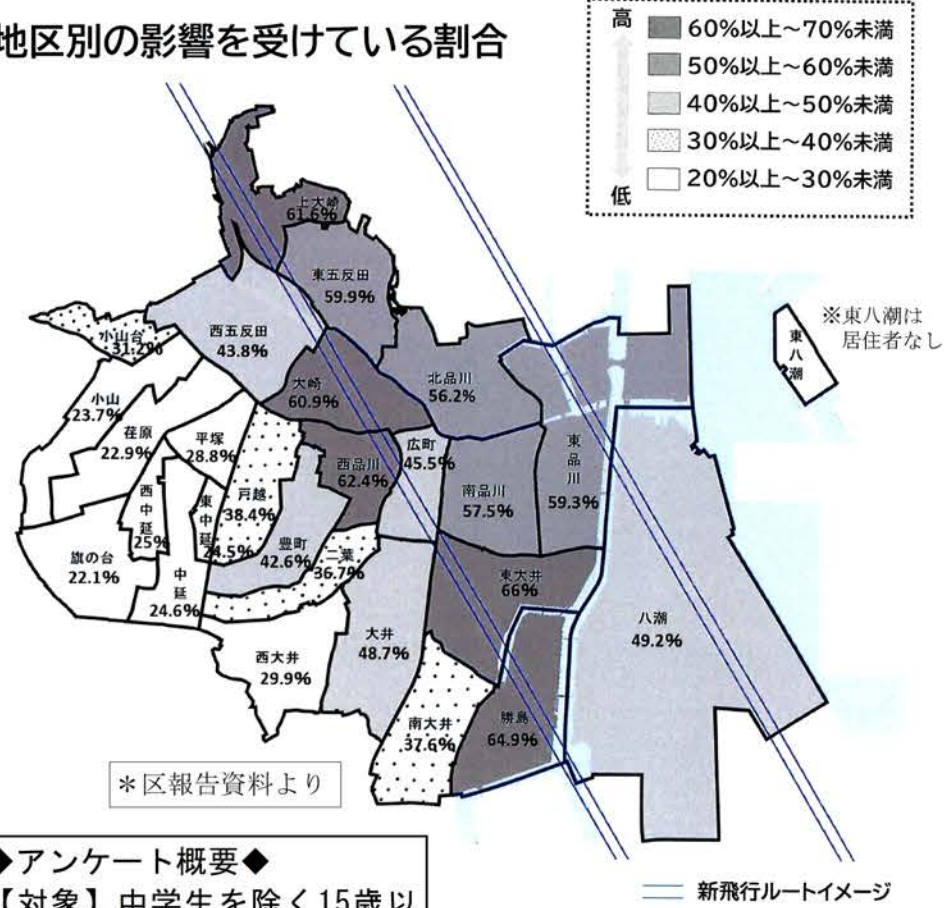 地区別の影響を受けている割合
高
60%以上～70%未満
50%以上～60%未満
40%以上～50%未満
30%以上～40%未満
20%以上～30%未満
低
上大崎
61.6%
東五反田
59.9%
西五反田
43.8%
小山台
31.2%
※東八潮は
居住者なし
東八潮
大崎
60.9%
北品川
56.2%
小山
23.7%
荏原
22.9%
平塚
28.8%
広町
45.5%
西品川
62.4%
南品川
57.5%
東品川
59.3%
西中延
25%
東中延
24.5%
戸越
38.4%
豊町
42.6%
二葉
36.7%
旗の台
22.1%
中延
24.6%
東大井
66%
八潮
49.2%
大井
48.7%
西大井
29.9%
南大井
37.6%
勝島
64.9%
＊区報告資料より
◆アンケート概要◆
【対象】中学生を除く15歳以
新飛行ルートイメージ